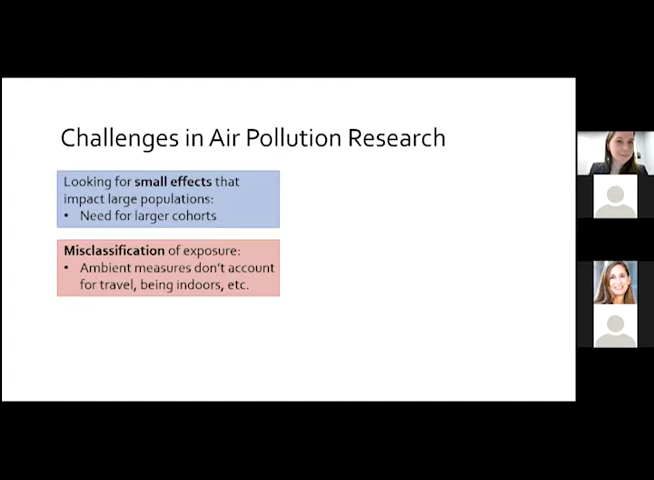 Challenges in Air Pollution Research
Looking for small effects that
impact large populations:
• Need for larger cohorts
Misclassification of exposure:
• Ambient measures don't account
for travel, being indoors, etc.